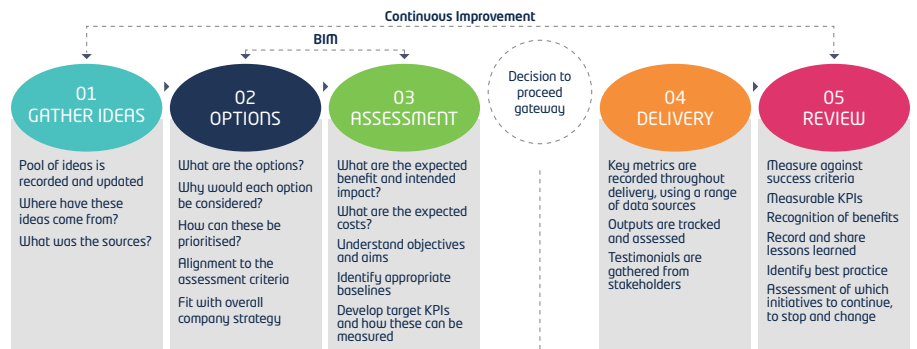 Continuous Improvement
BIM
01
GATHER IDEAS
02
OPTIONS
03
ASSESSMENT
Decision to
proceed
gateway
04
DELIVERY
05
REVIEW
Pool of ideas is
recorded and updated
Where have these
ideas come from?
What was the sources?
What are the options?
Why would each option
be considered?
How can these be
prioritised?
Alignment to the
assessment criteria
Fit with overall
company strategy
What are the expected
benefit and intended
impact?
What are the expected
costs?
Understand objectives
and aims
Identify appropriate
baselines
Develop target KPIs
and how these can be
measured
Key metrics are
recorded throughout
delivery, using a range
of data sources
Outputs are tracked
and assessed
Testimonials are
gathered from
stakeholders
Measure against
success criteria
Measurable KPIs
Recognition of benefits
Record and share
lessons learned
Identify best practice
Assessment of which
initiatives to continue,
to stop and change